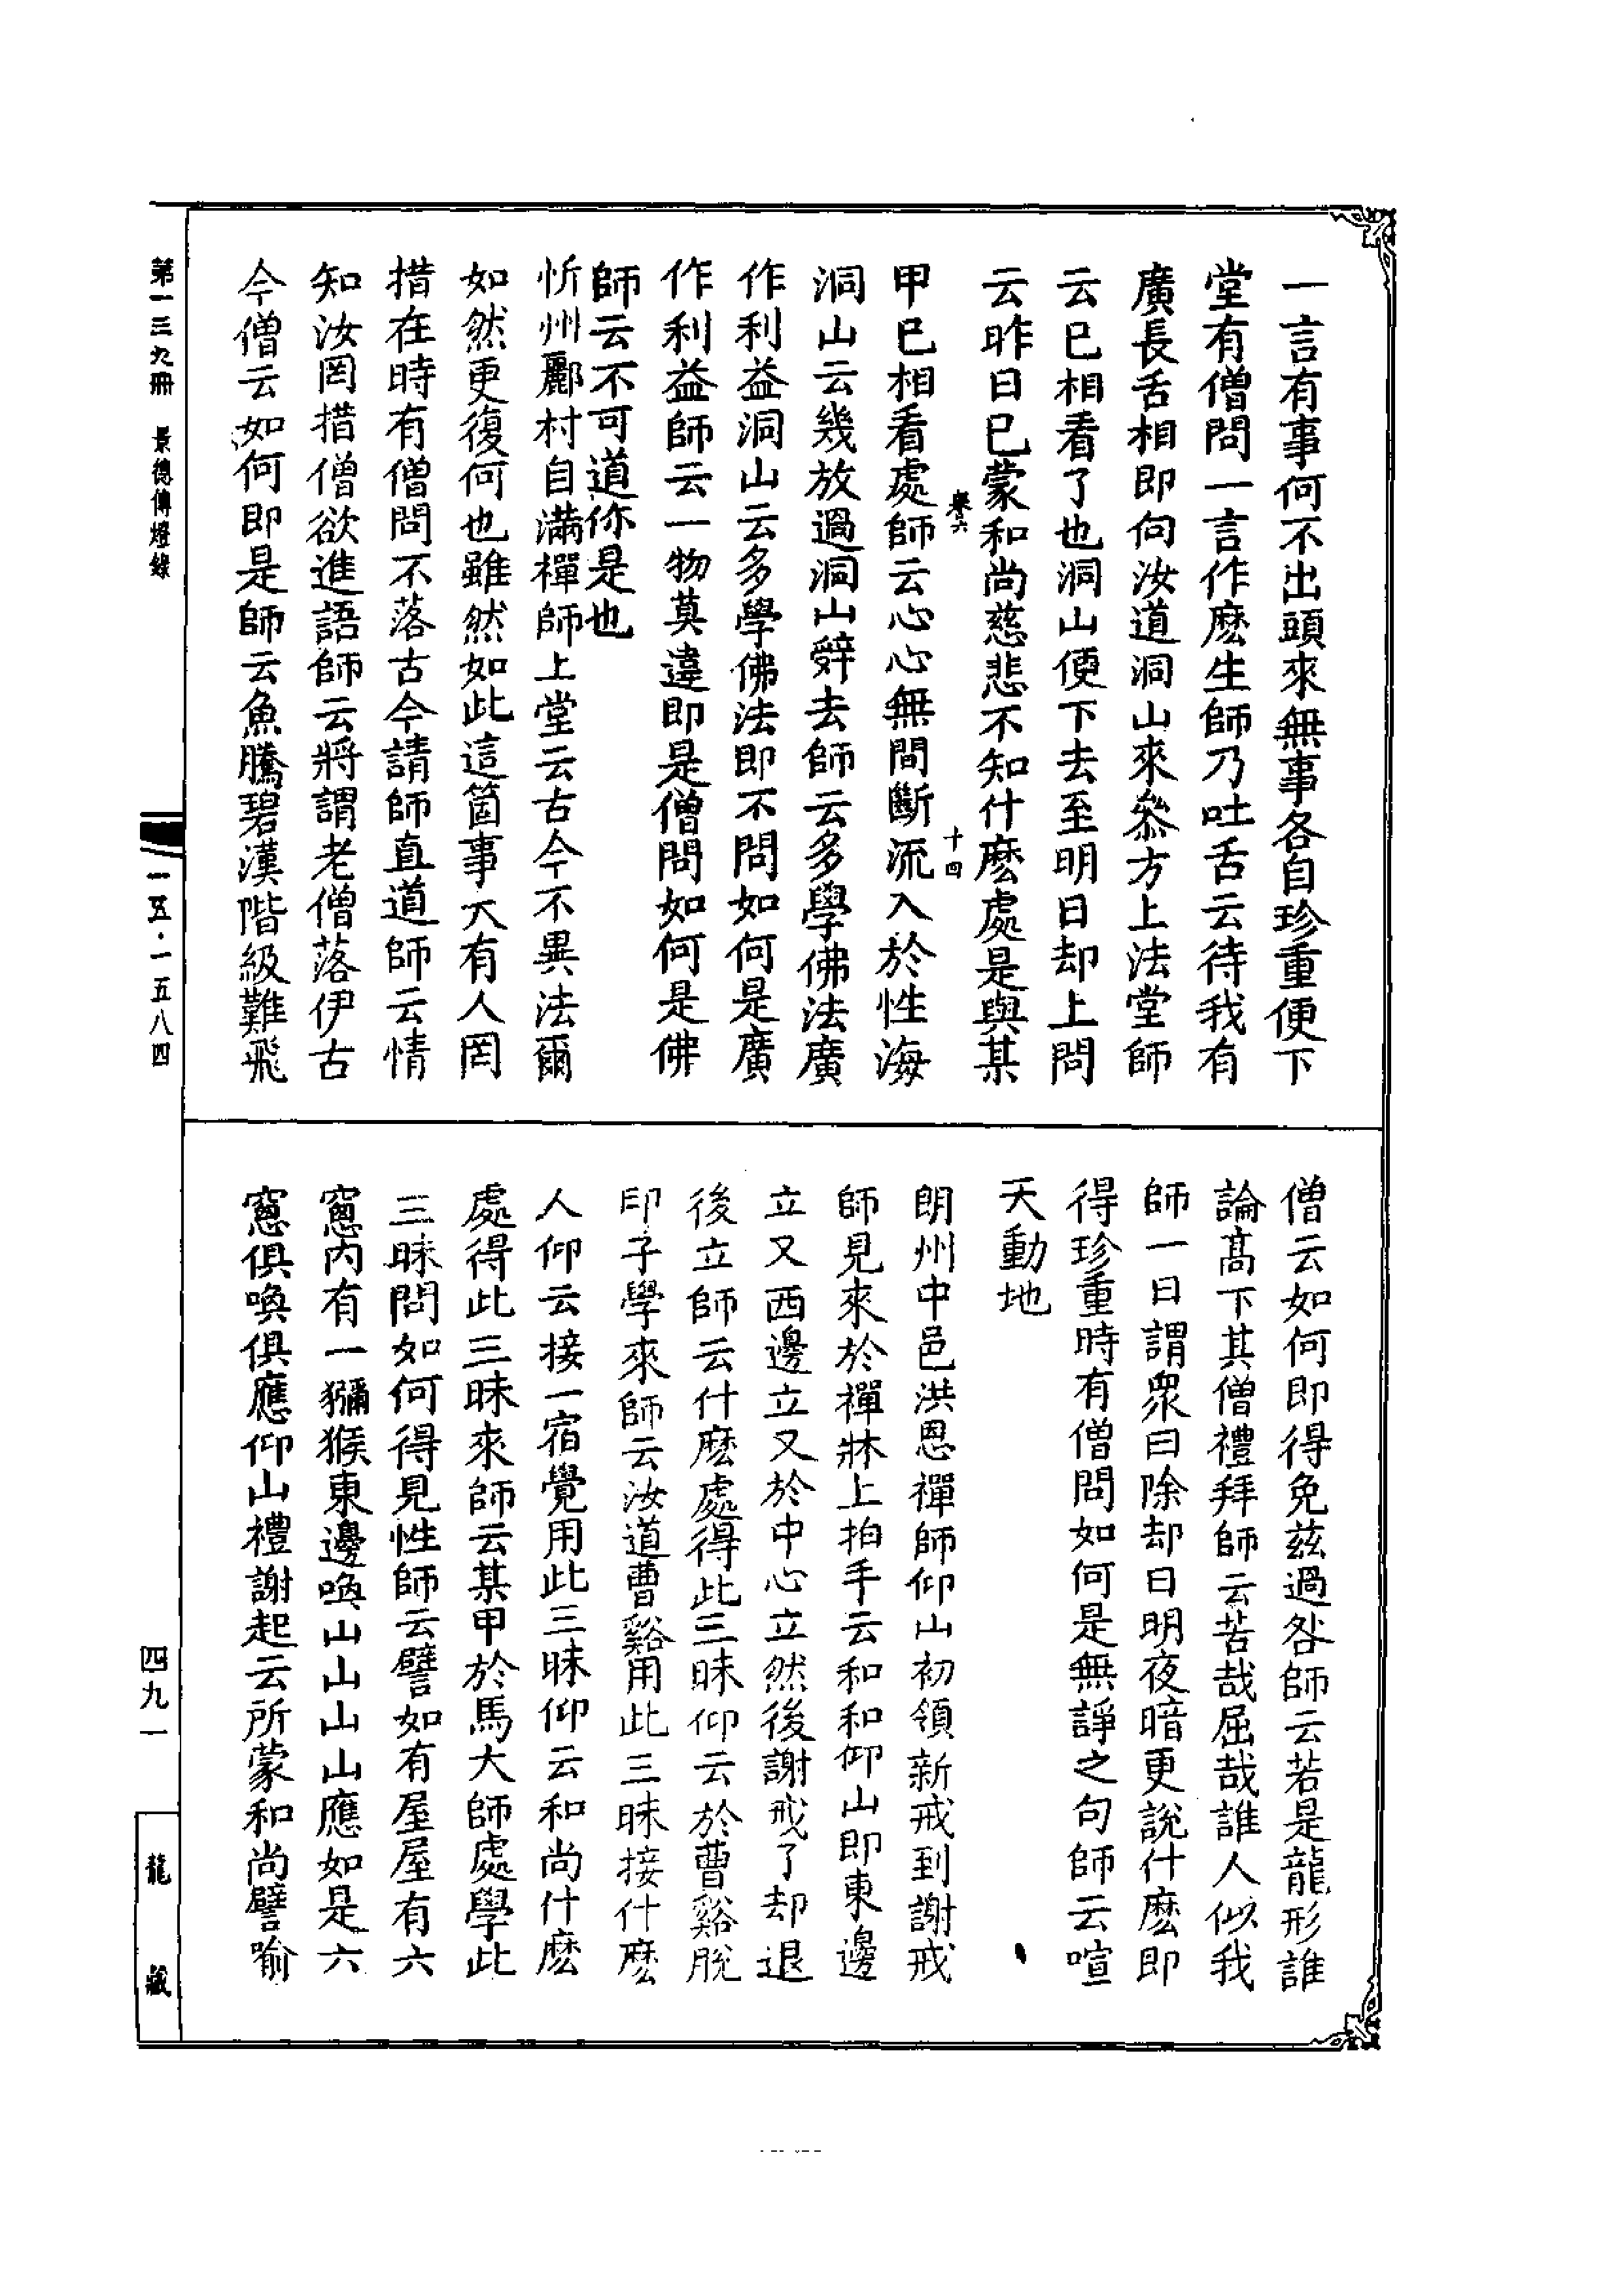 一言有事何不出頭來無事各自珍重便下
堂有僧問一言作麽生師乃吐舌云待我有
廣長舌相即向汝道洞山來叅方上法堂師
云已相看了也洞山便下去至明日却上問
云昨日已蒙和尚慈悲不知什麽處是與某
卷六
十四
甲已相看處師云心心無間斷流入於性海
洞山云幾放過洞山辭去師云多學佛法廣
作利益洞山云多學佛法即不問如何是廣
作利益師云一物莫違即是僧問如何是佛
師云不可道你是也
忻州酈村自滿禪師上堂云古今不異法爾
如然更復何也雖然如此這箇事大有人罔
措在時有僧問不落古今請師直道師云情
知汝罔措僧欲進語師云將謂老僧落伊古
今僧云如何即是師云魚騰碧漢階級難飛
僧云如何即得免兹過咎師云若是龍形誰
論高下其僧禮拜師云苦哉屈哉誰人似我
師一日謂衆曰除却日明夜暗更說什麽即
得珍重時有僧問如何是無諍之句師云喧
天動地
朗州中邑洪恩禪師仰山初領新戒到謝戒
師見來於禪牀上拍手云和和仰山即東邊
立又西邊立又於中心立然後謝戒了却退
後立師云什麽處得此三昧仰云於曹谿脫
印子學來師云汝道曹谿用此三昧接什麽
人仰云接一宿覺用此三昧仰云和尚什麽
處得此三昧來師云某甲於馬大師處學此
三昧問如何得見性師云譬如有屋屋有六
窻内有一獼猴東邊喚山山山山應如是六
窻俱喚俱應仰山禮謝起云所蒙和尚譬喻
第一三九冊 景德傳燈錄
一五·一五八四
四九一
龍藏